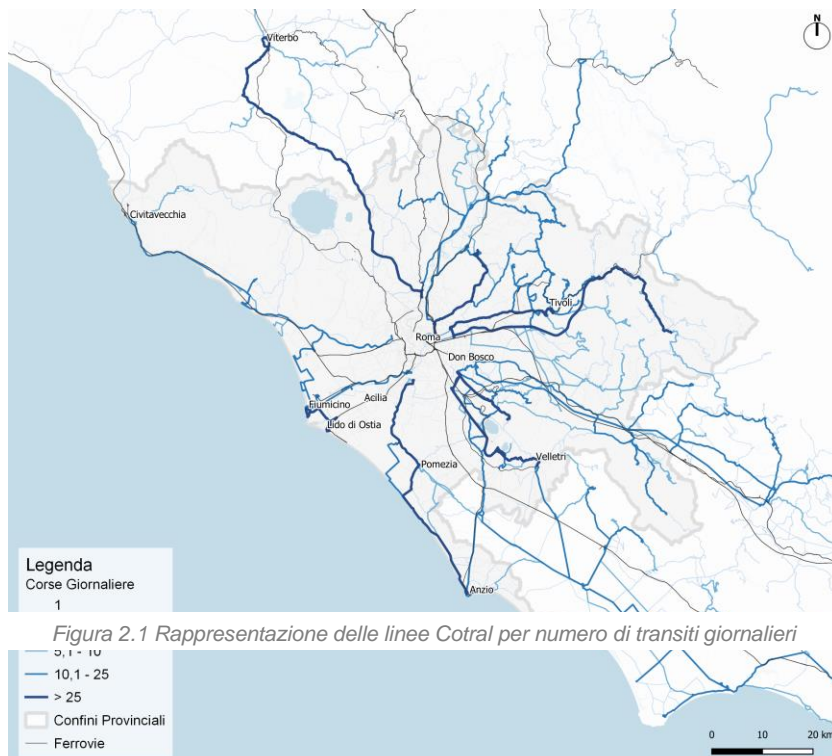 N
Viterbo
Civitavecchia
Tivoli
Roma
Don Bosco
Fiumicino
Acilia
Lido di Ostia
Velletri
Pomezia
Anzio
Legenda
Corse Giornaliere
1
Figura 2.1 Rappresentazione delle linee Cotral per numero di transiti giornalieri
5,1 - 10
10,1 - 25
> 25
Confini Provinciali
Ferrovie
0 10 20 km